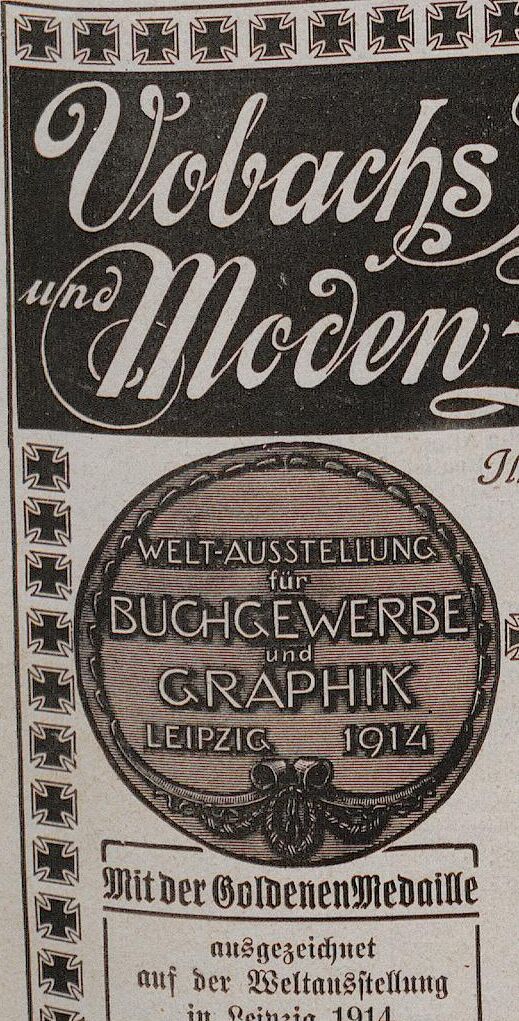 Vobachs
und Moden-
Ill
WELT-AUSSTELLUNG
für
BUCHGEWERBE
und
GRAPHIK
LEIPZIG 1914
Mit der Goldenen Medaille
ausgezeichnet
auf der Weltausstellung
in Leipzig 1914